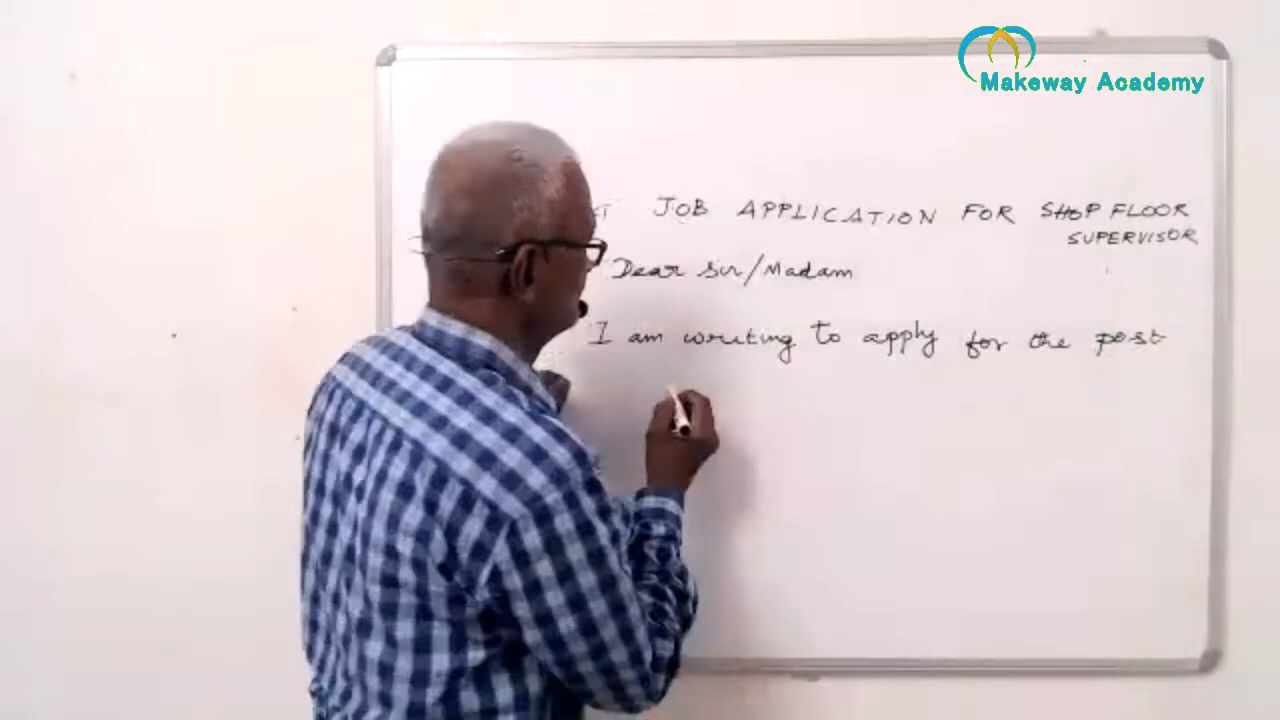 Makeway Academy
JOB APPLICATION FOR SHOP FLOOR
SUPERVISOR
Dear Sir/Madam
I am writing to apply for the post